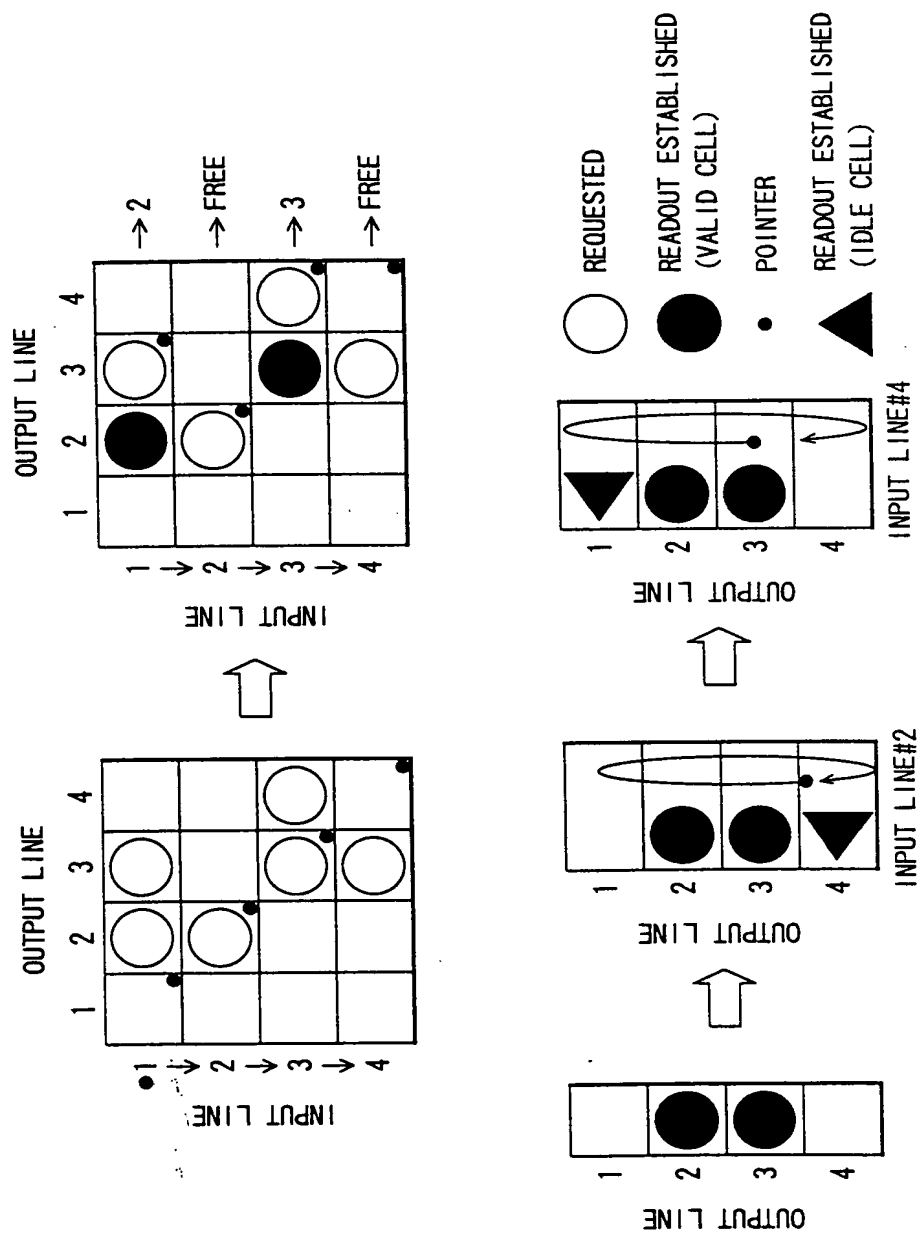 OUTPUT LINE
1 2 3 4
INPUT LINE
1
2
3
4
OUTPUT LINE
1 2 3 4
INPUT LINE
1 → 2
2 → FREE
3 → 3
4 → FREE
OUTPUT LINE
1
2
3
4
OUTPUT LINE
1
2
3
4
INPUT LINE#2
OUTPUT LINE
1
2
3
4
INPUT LINE#4
REQUESTED
READOUT ESTABLISHED
(VALID CELL)
POINTER
READOUT ESTABLISHED
(IDLE CELL)